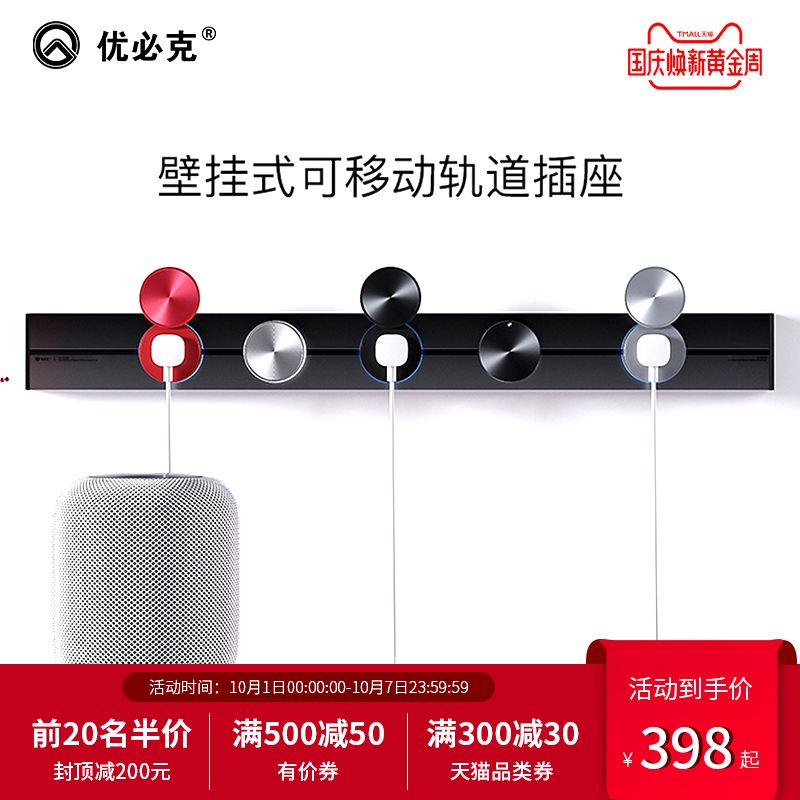 优必克®
TMALL天猫
国庆焕新黄金周
壁挂式可移动轨道插座
活动时间：10月1日00:00:00-10月7日23:59:59
前20名半价
封顶减200元
满500减50
有价券
满300减30
天猫品类券
活动到手价
¥398起